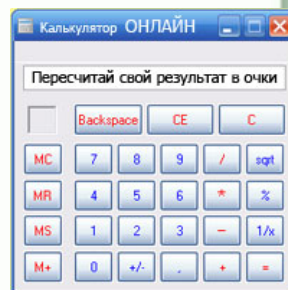 Калькулятор ОНЛАЙН
Пересчитай свой результат в очки
Backspace CE C
MC 7 8 9 / sqrt
MR 4 5 6 * %
MS 1 2 3 - 1/x
M+ 0 +/- , + =